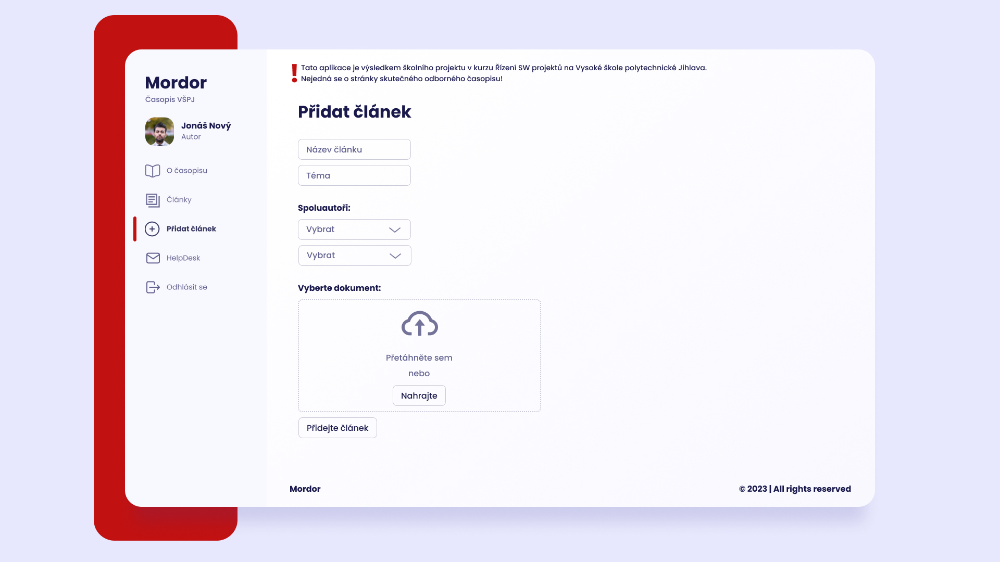 Mordor
Časopis VŠPJ
Jonáš Nový
Autor
O časopisu
Články
Přidat článek
HelpDesk
Odhlásit se
Tato aplikace je výsledkem školního projektu v kurzu Řízení SW projektů na Vysoké škole polytechnické Jihlava.
Nejedná se o stránky skutečného odborného časopisu!
Přidat článek
Název článku
Téma
Spoluautoři:
Vybrat
Vybrat
Vyberte dokument:
Přetáhněte sem
nebo
Nahrajte
Přidejte článek
Mordor
© 2023 | All rights reserved